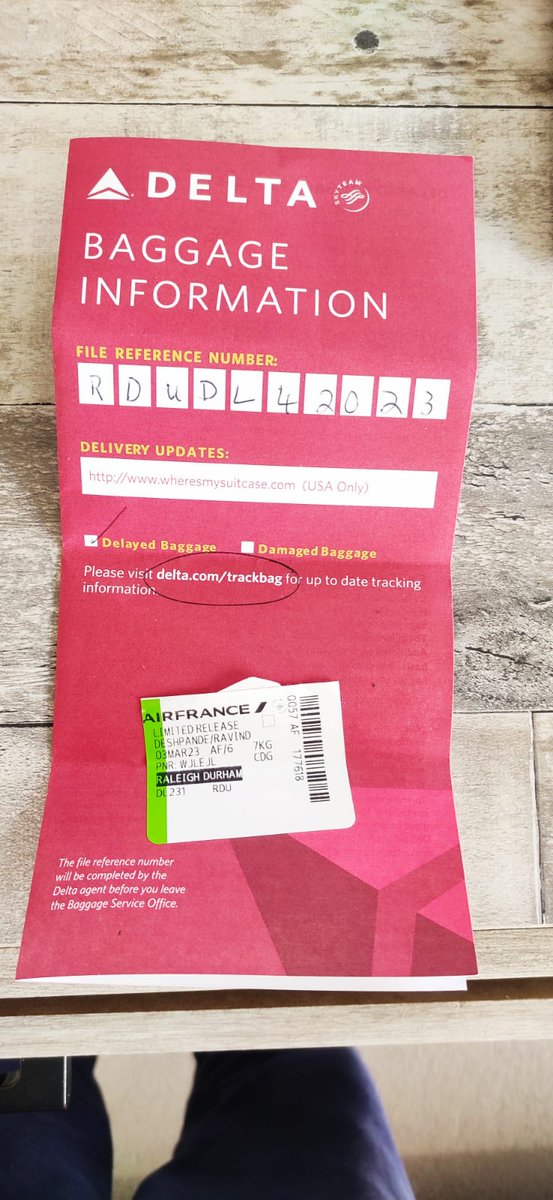 DELTA SKYTEAM
BAGGAGE
INFORMATION
FILE REFERENCE NUMBER:
RDUDL42023
DELIVERY UPDATES:
http://www.wheresmysuitcase.com (USA Only)
Delayed Baggage Damaged Baggage
Please visit delta.com/trackbag for up to date tracking
information.
AIRFRANCE
LIMITED RELEASE
DESHPANDE/RAVIND
03MAR23 AF/6 7KG
PNR: WJLEJL CDG
RALEIGH DURHAM
DL231 RDU
0057 AF 177618
The file reference number
will be completed by the
Delta agent before you leave
the Baggage Service Office.